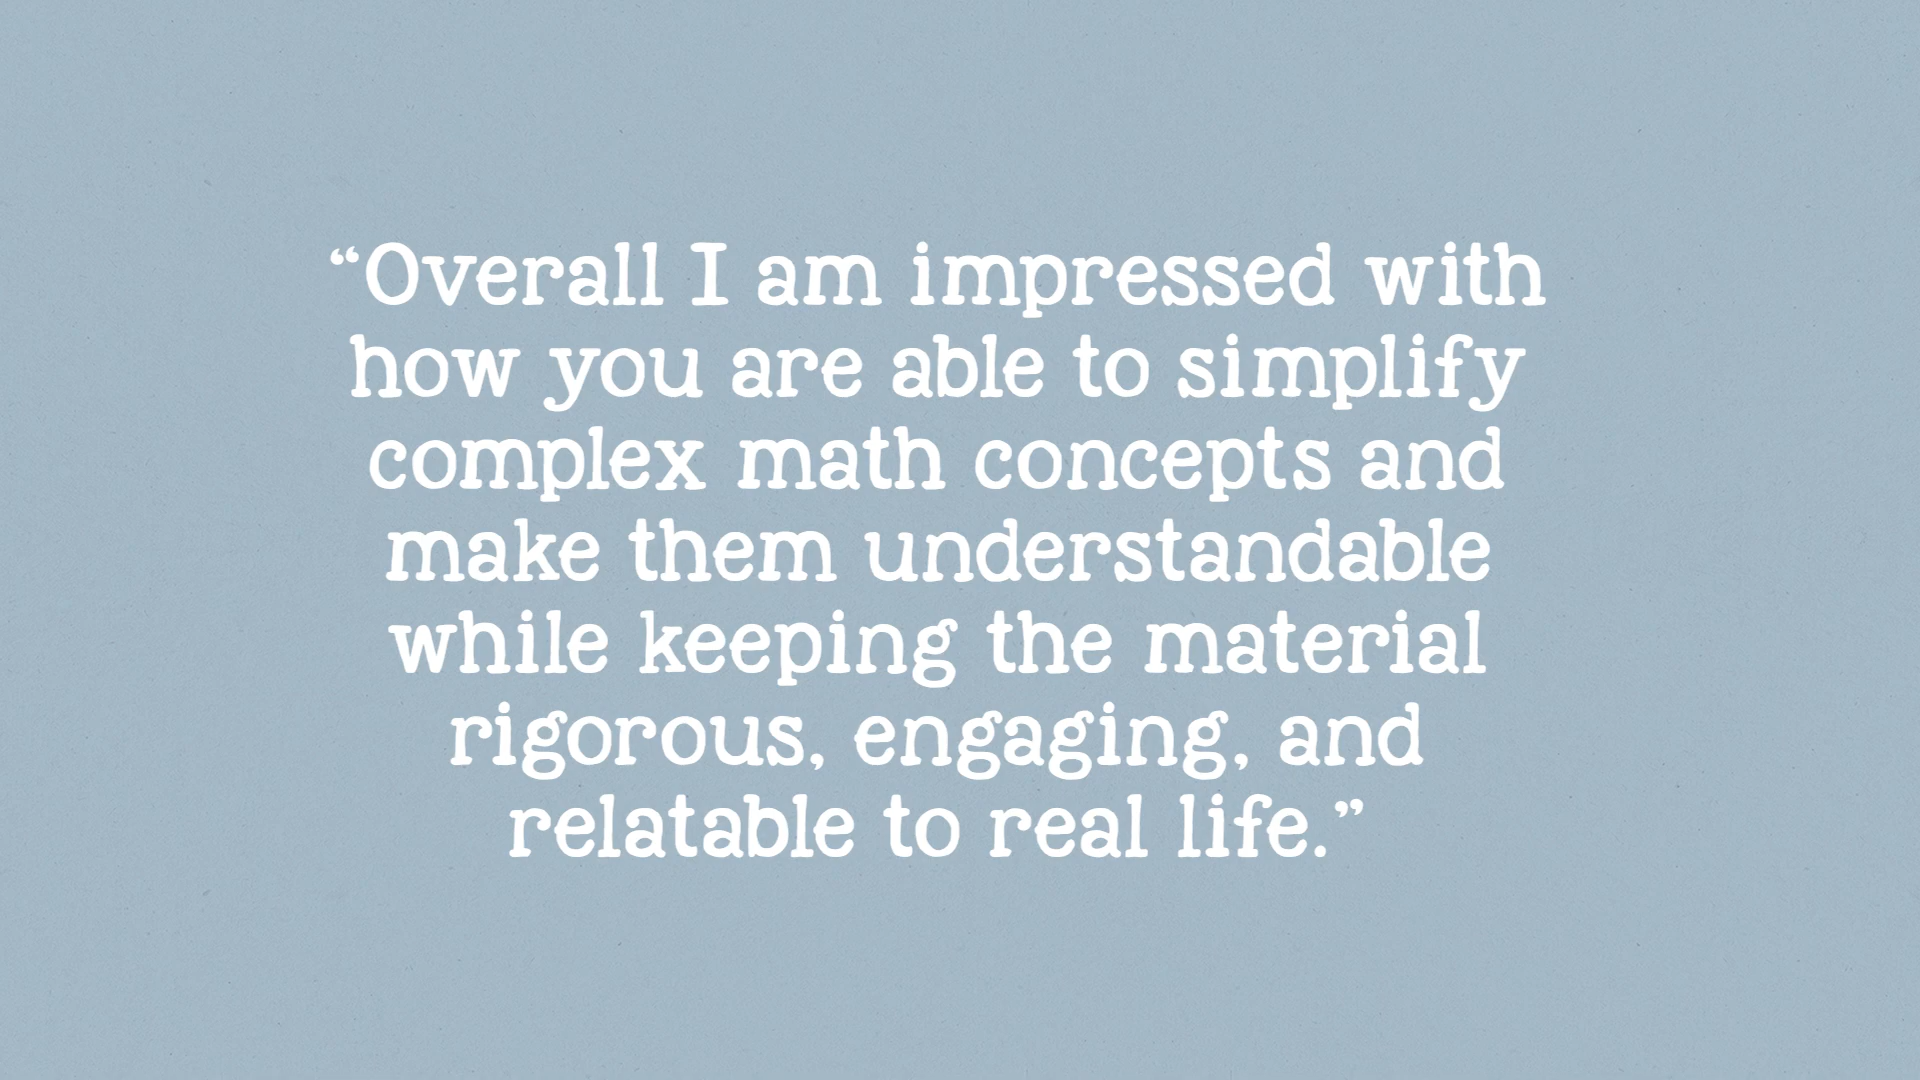 “Overall I am impressed with
how you are able to simplify
complex math concepts and
make them understandable
while keeping the material
rigorous, engaging, and
relatable to real life.”